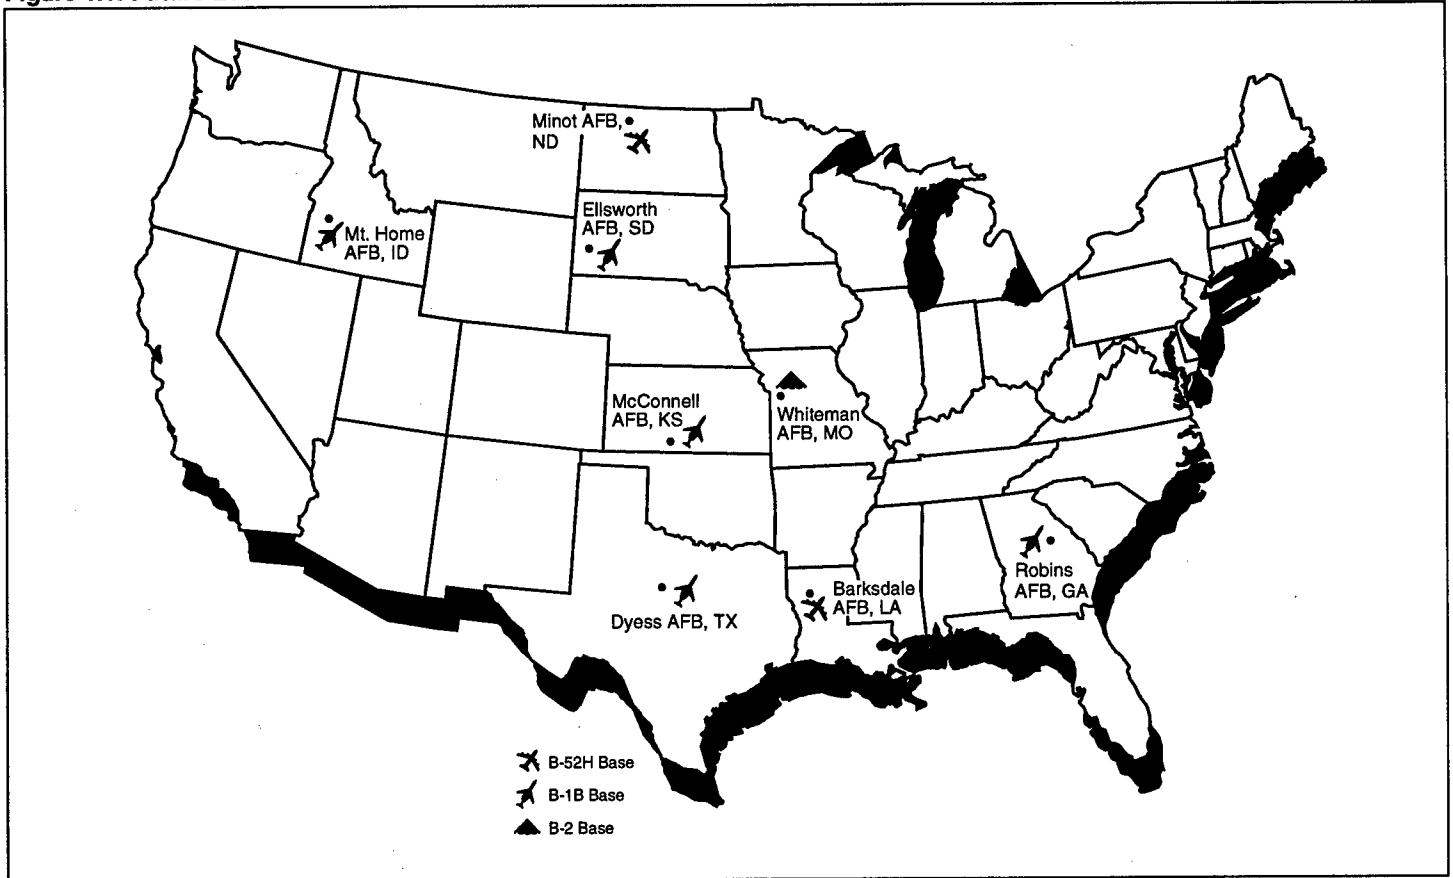 Minot AFB,
ND
Ellsworth
AFB, SD
Mt. Home
AFB, ID
McConnell
AFB, KS
Whiteman
AFB, MO
Robins
AFB, GA
Barksdale
AFB, LA
Dyess AFB, TX
B-52H Base
B-1B Base
B-2 Base